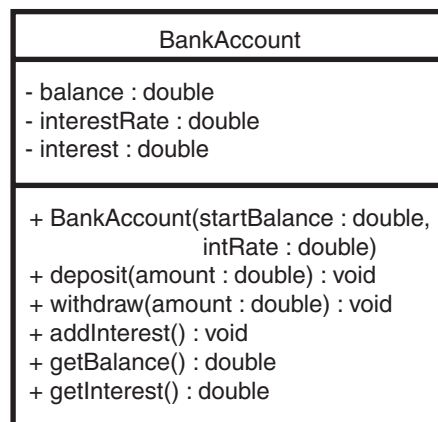 BankAccount
- balance : double
- interestRate : double
- interest : double
+ BankAccount(startBalance : double,
intRate : double)
+ deposit(amount : double) : void
+ withdraw(amount : double) : void
+ addInterest() : void
+ getBalance() : double
+ getInterest() : double